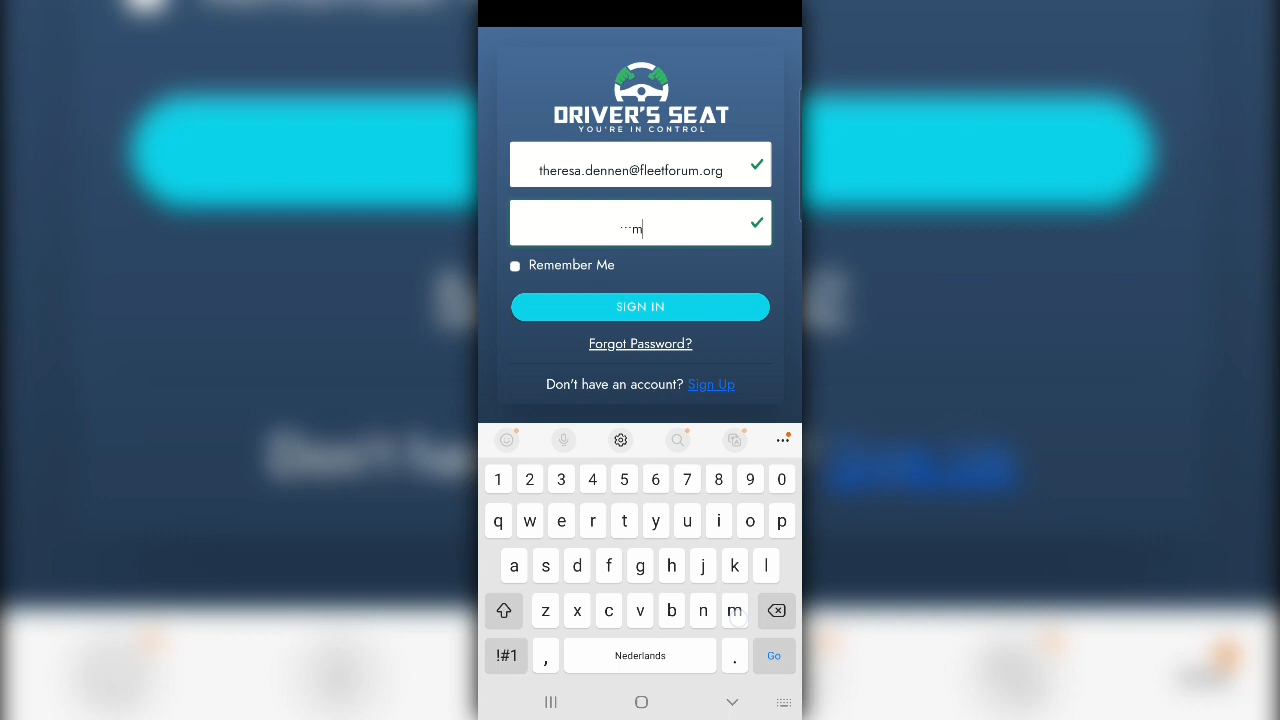 DRIVER'S SEAT
YOU'RE IN CONTROL
theresa.dennen@fleetforum.org
···m
Remember Me
SIGN IN
Forgot Password?
Don't have an account? Sign Up
1 2 3 4 5 6 7 8 9 0
q w e r t y u i o p
a s d f g h j k l
z x c v b n m
!#1 , Nederlands . Go